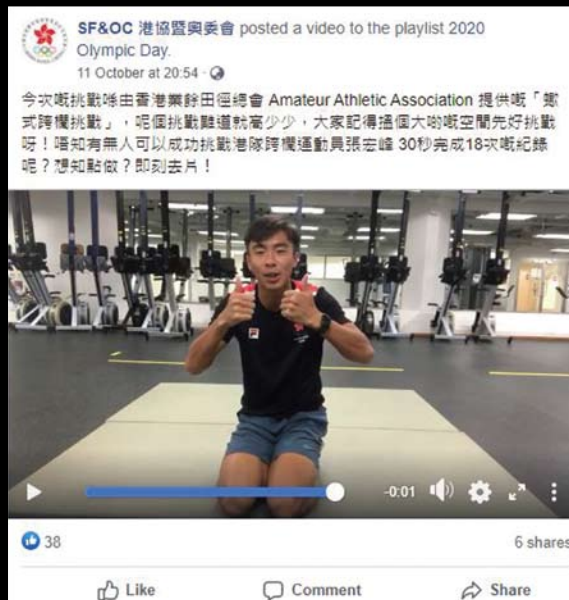 SF&OC 港協暨奧委會 posted a video to the playlist 2020
Olympic Day.
11 October at 20:54 ·
今次嘅挑戰係由香港業餘田徑總會 Amateur Athletic Association 提供嘅「
式跨欄挑戰」，呢個挑戰難道就高少少，大家記得搵個大啲嘅空間先好挑戰
呀！唔知有無人可以成功挑戰港隊跨欄運動員張宏峰 30秒完成18次嘅紀錄
呢？想知點做？即刻去片！
-0:01
38
6 shares
Like
Comment
Share